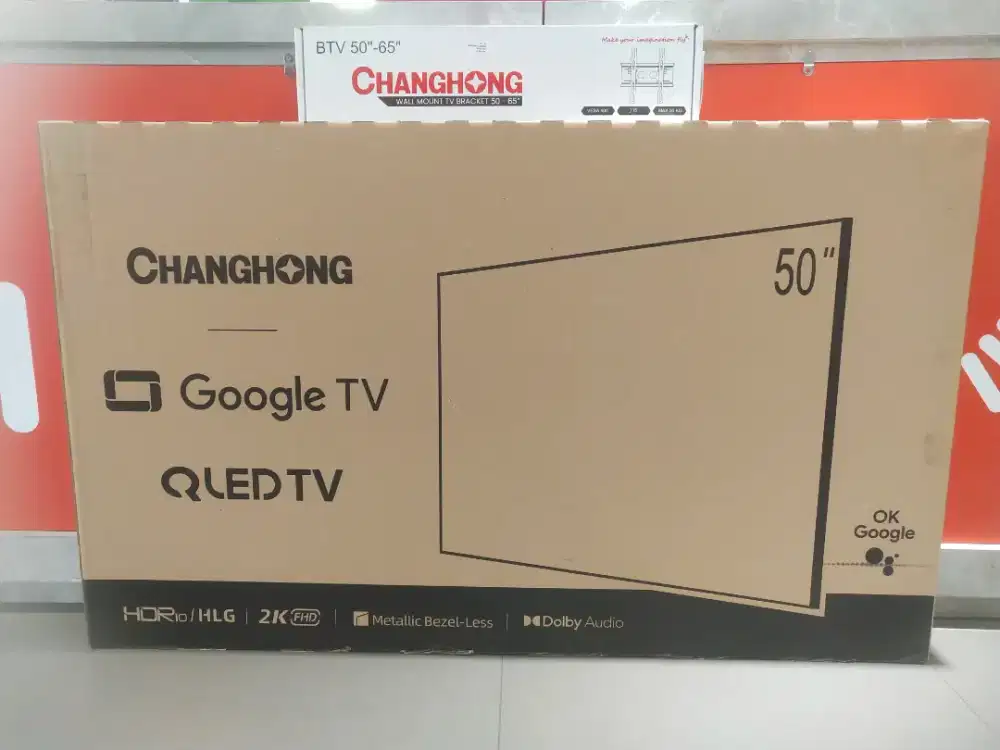 BTV 50"-65"
Make your imagination fly
CHANGHONG
WALL MOUNT TV BRACKET 50 - 65"
CHANGHONG
Google TV
QLED TV
50"
OK
Google
HDR10/HLG | 2K FHD | Metallic Bezel-Less | Dolby Audio